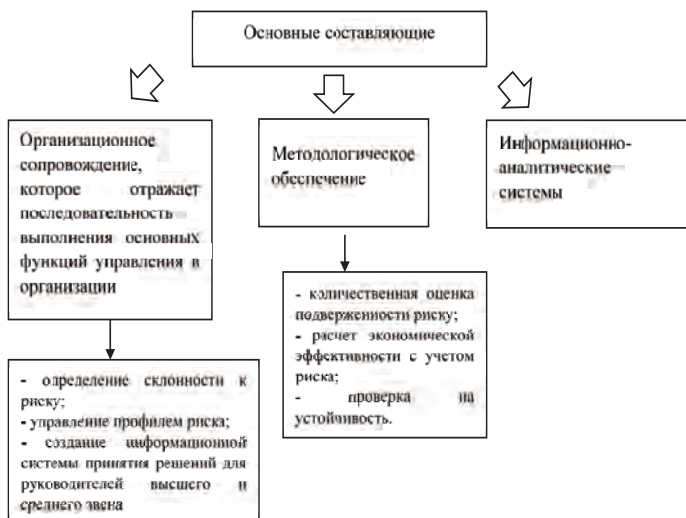 Основные составляющие
Организационное
сопровождение,
которое отражает
последовательность
выполнения основных
функций управления в
организации
Методологическое
обеспечение
Информационно-
аналитические
системы
- определение склонности к
риску;
- управление профилем риска;
- создание информационной
системы принятия решений для
руководителей высшего и
среднего звена
- количественная оценка
подверженности риску;
- расчет экономической
эффективности с учетом
риска;
- проверка на
устойчивость.